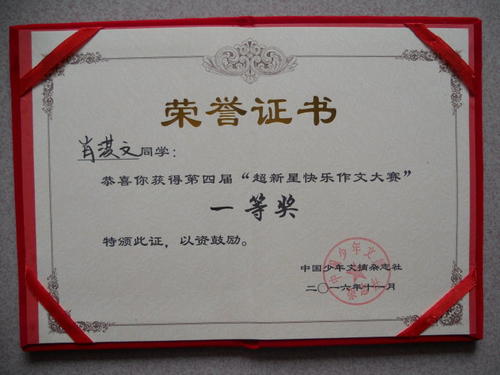 荣誉证书
肖淇文同学：
恭喜你获得第四届“超新星快乐作文大赛”
一等奖
特颁此证，以资鼓励。
中国少年文摘杂志社
二〇一六年十一月